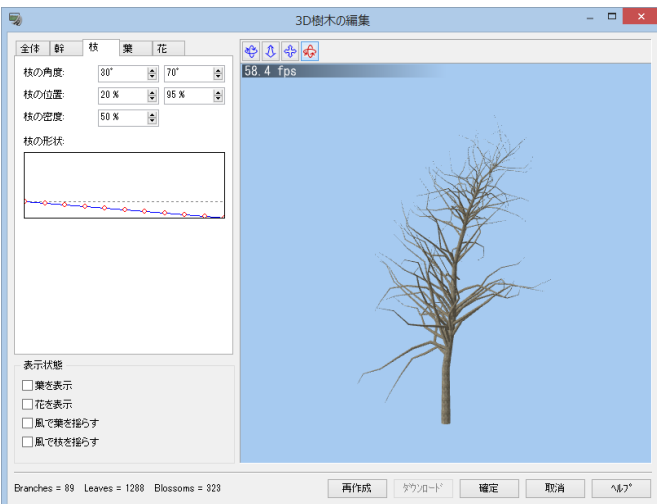 3D樹木の編集
全体 幹 枝 葉 花
58.4 fps
枝の角度: 30° 70°
枝の位置: 20 % 95 %
枝の密度: 50 %
枝の形状:
表示状態
葉を表示
花を表示
風で葉を揺らす
風で枝を揺らす
Branches = 89 Leaves = 1288 Blossoms = 323
再作成 ﾀﾞｳﾝﾛｰﾄﾞ 確定 取消 ﾍﾙﾌﾟ